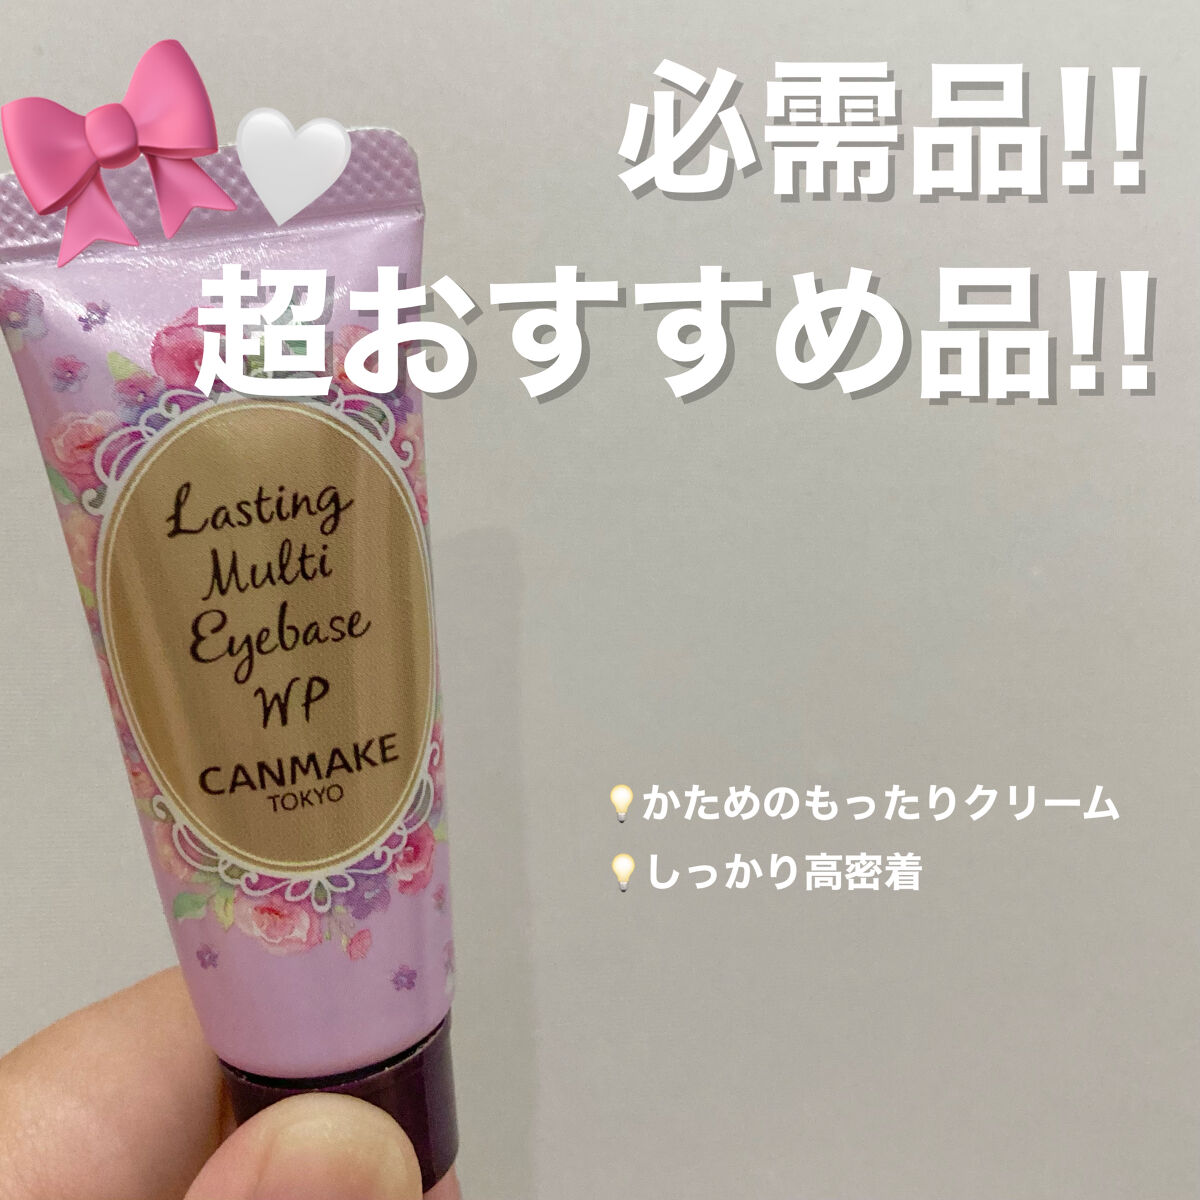 必需品!!
超おすすめ品!!
Lasting
Multi
Eyebase
WP
CANMAKE
TOKYO
💡かためのもったりクリーム
💡しっかり高密着